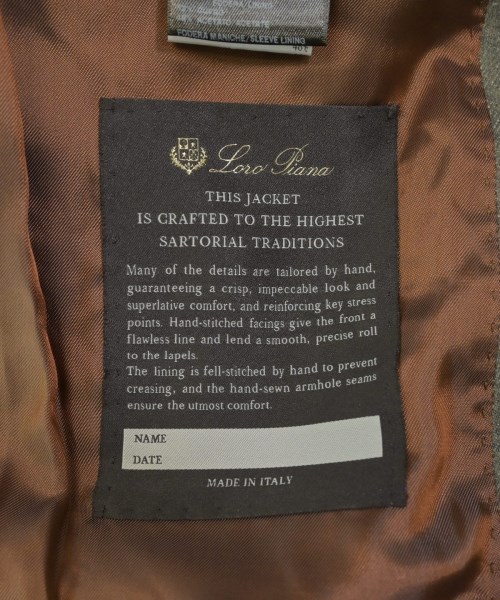 FODERA/LINING
ACETATO ACETATE
FODERA MANICHE/SLEEVE LINING
Loro Piana
THIS JACKET
IS CRAFTED TO THE HIGHEST
SARTORIAL TRADITIONS
Many of the details are tailored by hand,
guaranteeing a crisp, impeccable look and
superlative comfort, and reinforcing key stress
points. Hand-stitched facings give the front a
flawless line and lend a smooth, precise roll
to the lapels.
The lining is fell-stitched by hand to prevent
creasing, and the hand-sewn armhole seams
ensure the utmost comfort.
NAME
DATE
MADE IN ITALY